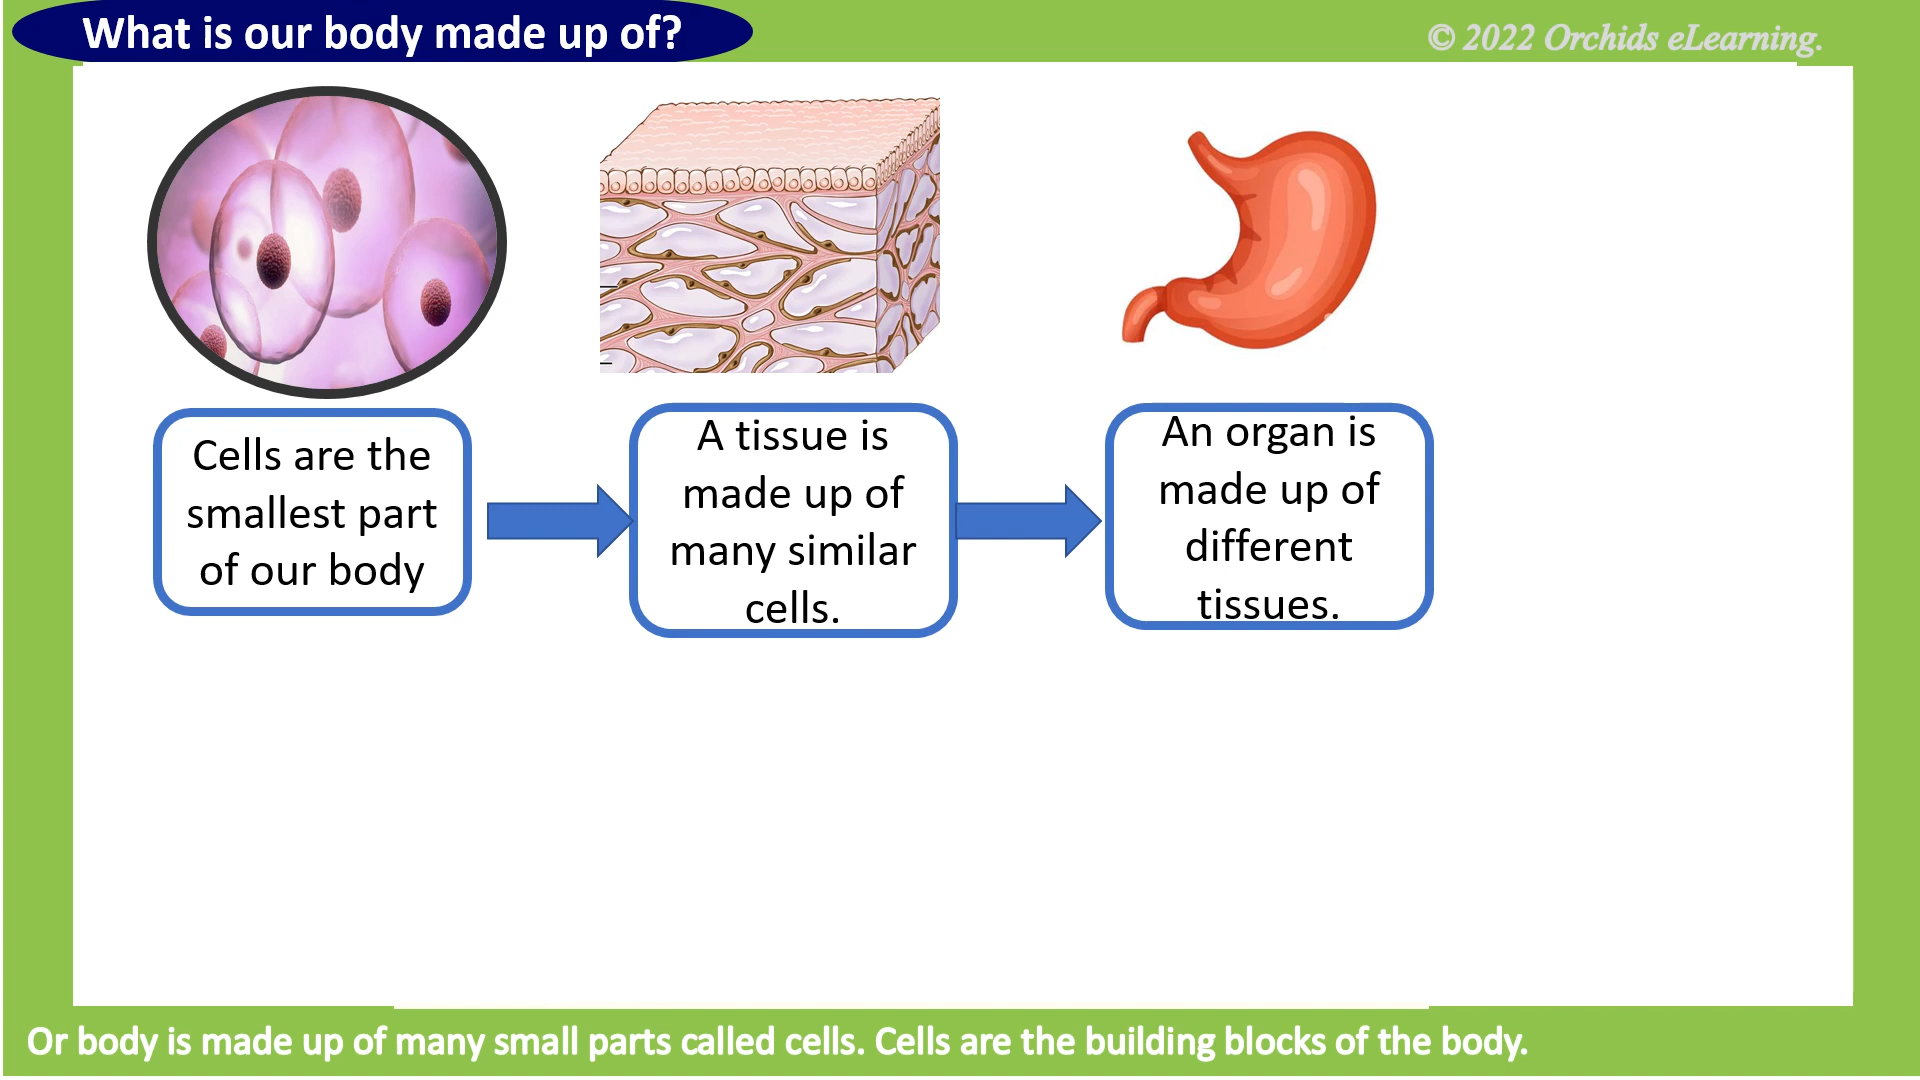 What is our body made up of?
© 2022 Orchids eLearning.
Cells are the
smallest part
of our body
A tissue is
made up of
many similar
cells.
An organ is
made up of
different
tissues.
Or body is made up of many small parts called cells. Cells are the building blocks of the body.